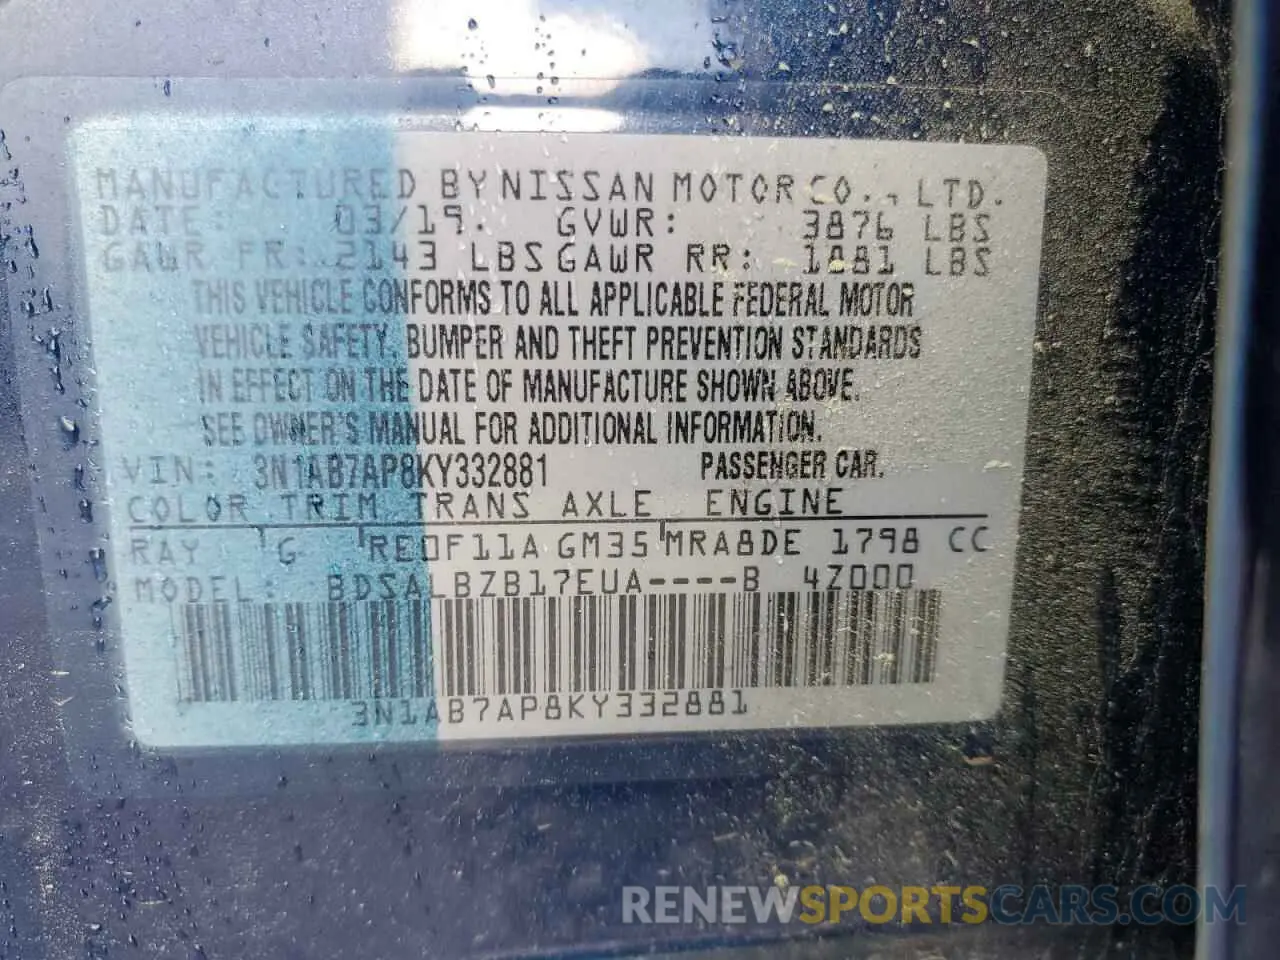 MANUFACTURED BY NISSAN MOTOR CO., LTD.
DATE: 03/19. GVWR: 3876 LBS
GAWR FR: 2143 LBS GAWR RR: 1881 LBS
THIS VEHICLE CONFORMS TO ALL APPLICABLE FEDERAL MOTOR
VEHICLE SAFETY, BUMPER AND THEFT PREVENTION STANDARDS
IN EFFECT ON THE DATE OF MANUFACTURE SHOWN ABOVE.
SEE OWNER'S MANUAL FOR ADDITIONAL INFORMATION.
VIN: 3N1AB7AP8KY332881 PASSENGER CAR.
COLOR TRIM TRANS AXLE ENGINE
RAY G RE0F11A GM35 MRA8DE 1798 CC
MODEL: BDSALBZB17EUA----B 4Z000
3N1AB7AP8KY332881
RENEWSPORTSCARS.COM